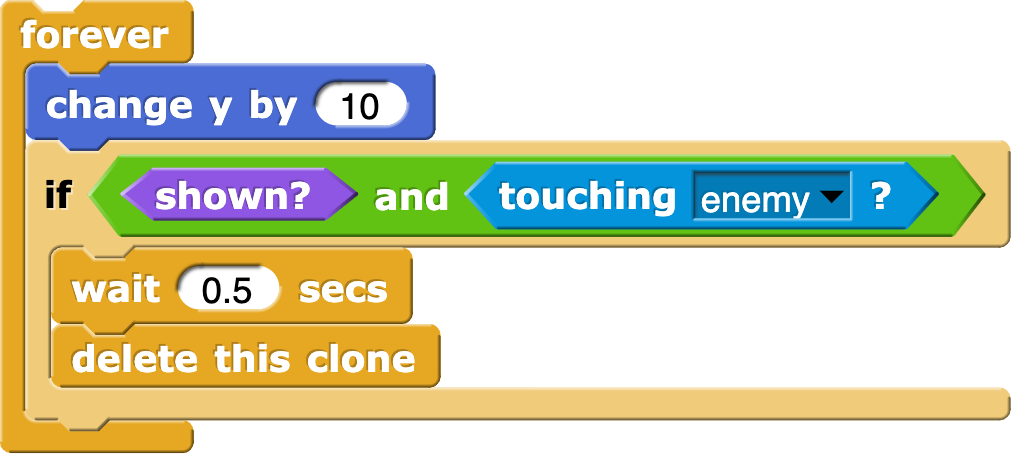 forever
change y by 10
if shown? and touching enemy ?
wait 0.5 secs
delete this clone